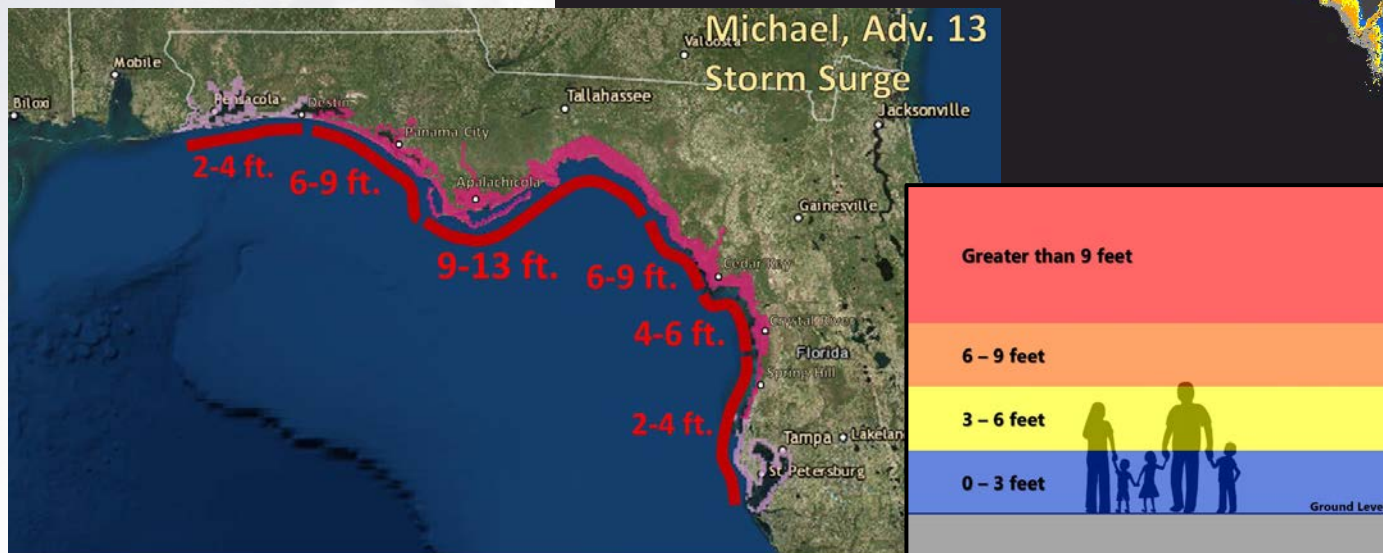 Michael, Adv. 13
Storm Surge
Valdosta
Mobile
Biloxi
Pensacola
Destin
Tallahassee
Jacksonville
Panama City
Apalachicola
Gainesville
Cedar Key
Crystal River
Florida
Spring Hill
Tampa
Lakelan
St Petersburg
2-4 ft.
6-9 ft.
9-13 ft.
6-9 ft.
4-6 ft.
2-4 ft.
Greater than 9 feet
6 – 9 feet
3 – 6 feet
0 – 3 feet
Ground Leve